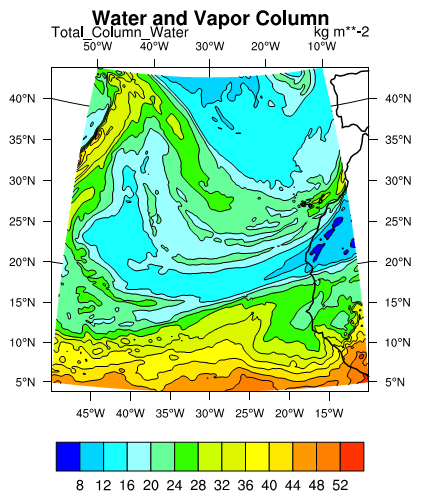 Water and Vapor Column
Total_Column_Water kg m**-2
50°W 40°W 30°W 20°W 10°W
40°N 40°N
35°N 35°N
30°N 30°N
25°N 25°N
20°N 20°N
15°N 15°N
10°N 10°N
5°N 5°N
45°W 40°W 35°W 30°W 25°W 20°W 15°W
8 12 16 20 24 28 32 36 40 44 48 52